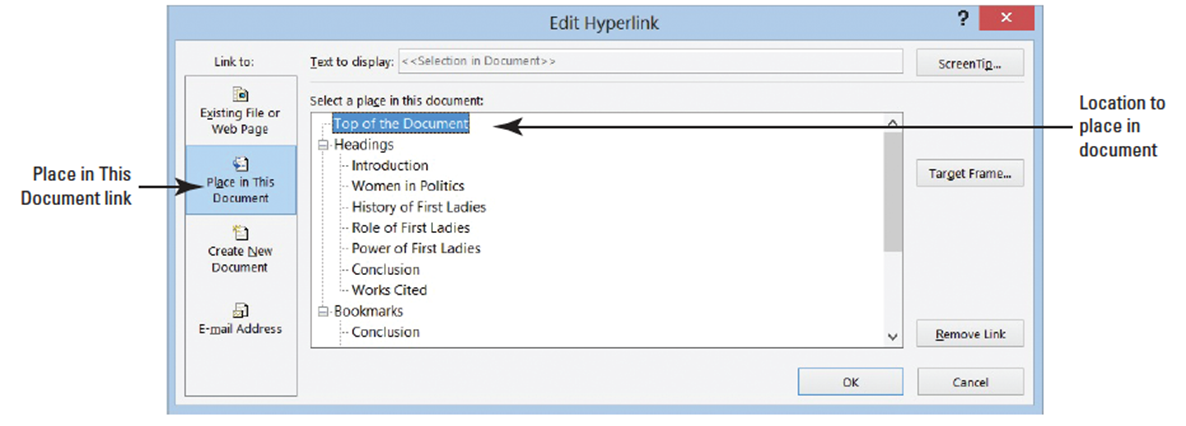 Edit Hyperlink
?
Link to:
Text to display:
<<Selection in Document>>
ScreenTip...
Existing File or
Web Page
Place in This
Document
Create New
Document
E-mail Address
Select a place in this document:
Top of the Document
Headings
Introduction
Women in Politics
History of First Ladies
Role of First Ladies
Power of First Ladies
Conclusion
Works Cited
Bookmarks
Conclusion
Target Frame...
Remove Link
OK
Cancel
Place in This
Document link
Location to
place in
document